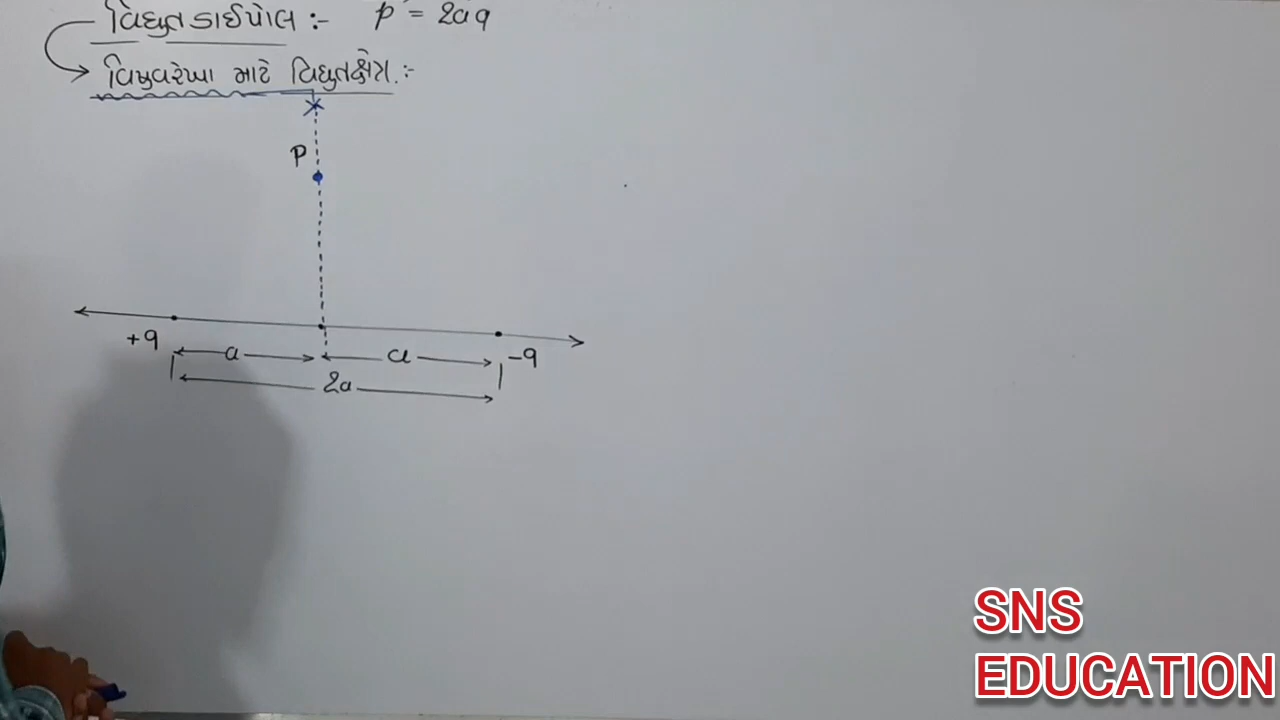 વિદ્યુત ડાઈપોલ :- p = 2aq
વિષુવરેખા માટે વિદ્યુતક્ષેત્ર :-
P
+q a a -q
2a
SNS
EDUCATION